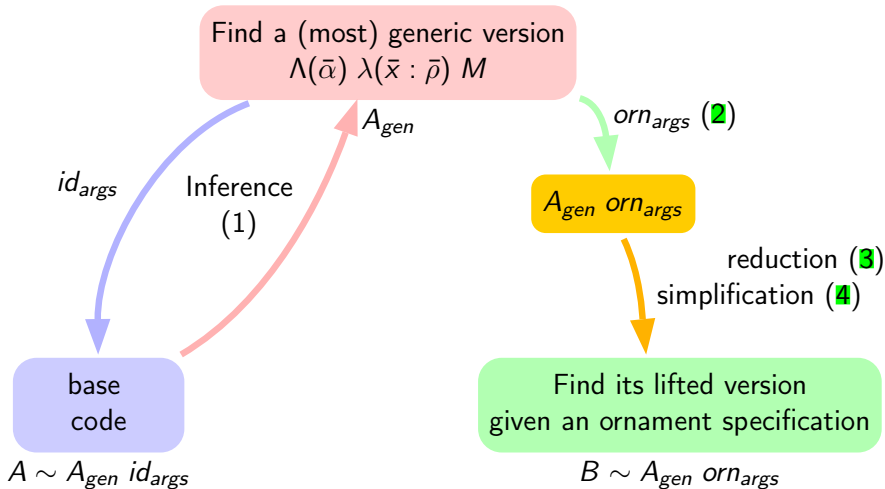 Find a (most) generic version
Λ(ᾱ) λ(x̄ : ρ̄) M
A_gen
orn_args (2)
id_args
Inference
(1)
A_gen orn_args
reduction (3)
simplification (4)
base
code
Find its lifted version
given an ornament specification
A ∼ A_gen id_args
B ∼ A_gen orn_args